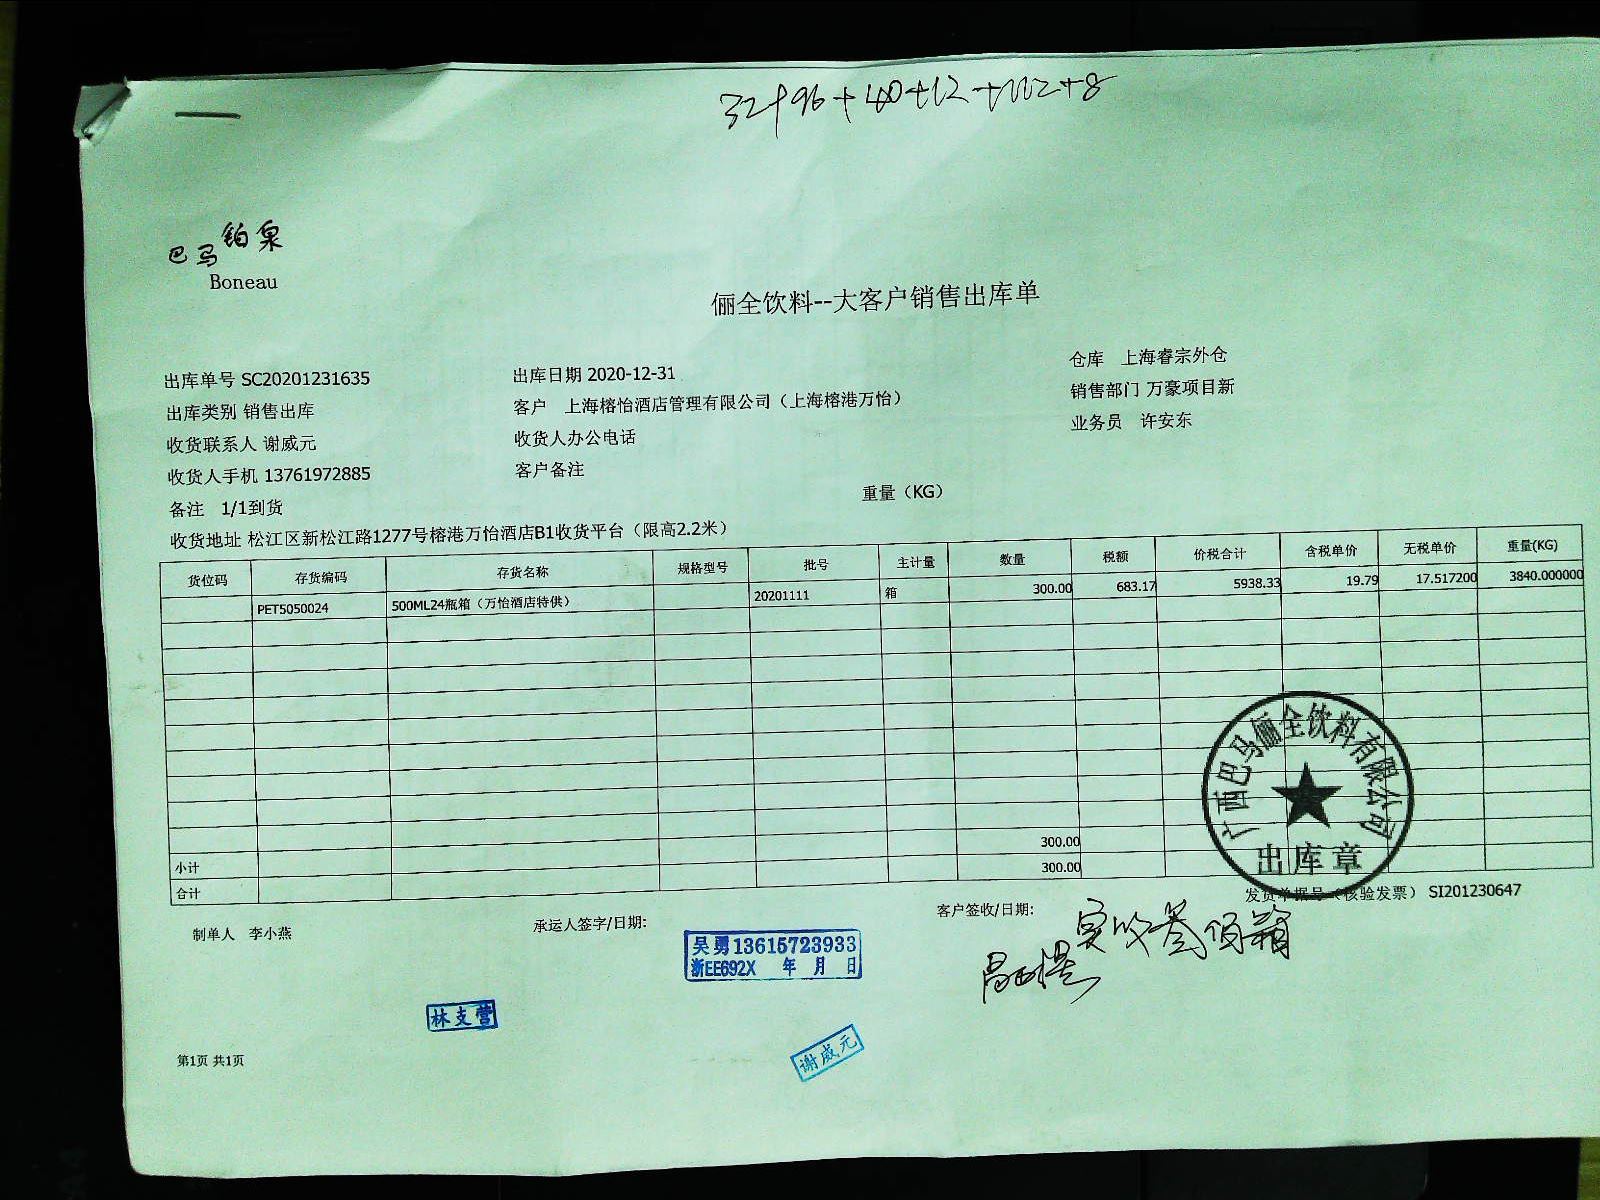 32+96+40+12+112+8
巴马铂泉
Boneau
俪全饮料--大客户销售出库单
出库单号 SC20201231635 出库日期 2020-12-31 仓库 上海睿宗外仓
出库类别 销售出库 客户 上海榕怡酒店管理有限公司（上海榕港万怡） 销售部门 万豪项目新
收货联系人 谢威元 收货人办公电话 业务员 许安东
收货人手机 13761972885 客户备注
备注 1/1到货 重量（KG）
收货地址 松江区新松江路1277号榕港万怡酒店B1收货平台（限高2.2米）
货位码 存货编码 存货名称 规格型号 批号 主计量 数量 税额 价税合计 含税单价 无税单价 重量(KG)
PET5050024 500ML24瓶箱（万怡酒店特供） 20201111 箱 300.00 683.17 5938.33 19.79 17.517200 3840.000000
300.00
小计 300.00
合计
广西巴马俪全饮料有限公司
出库章
发货单据号（核验发票） SI201230647
制单人 李小燕 承运人签字/日期: 客户签收/日期:
实收叁佰箱
吴勇13615723933
浙EE692X 年 月 日
林支营
谢威元
第1页 共1页